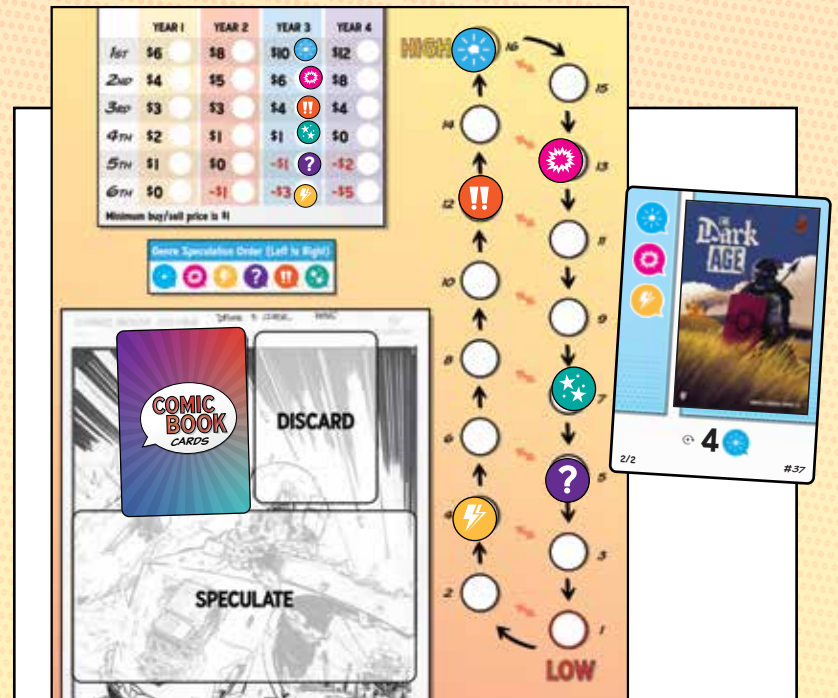 YEAR 1 YEAR 2 YEAR 3 YEAR 4
1ST $6 $8 $10 $12
2ND $4 $5 $6 $8
3RD $3 $3 $4 $4
4TH $2 $1 $1 $0
5TH $1 $0 -$1 ? -$2
6TH $0 -$1 -$3 -$5
Minimum buy/sell price is $1
Genre Speculation Order (Left to Right)
? !!
COMIC
BOOK
CARDS
DISCARD
SPECULATE
HIGH 16
15
14
13
!!
12
11
10
9
8
7
6
?
5
4
3
2
1
LOW
THE
Dark
AGE
4
2/2
#37